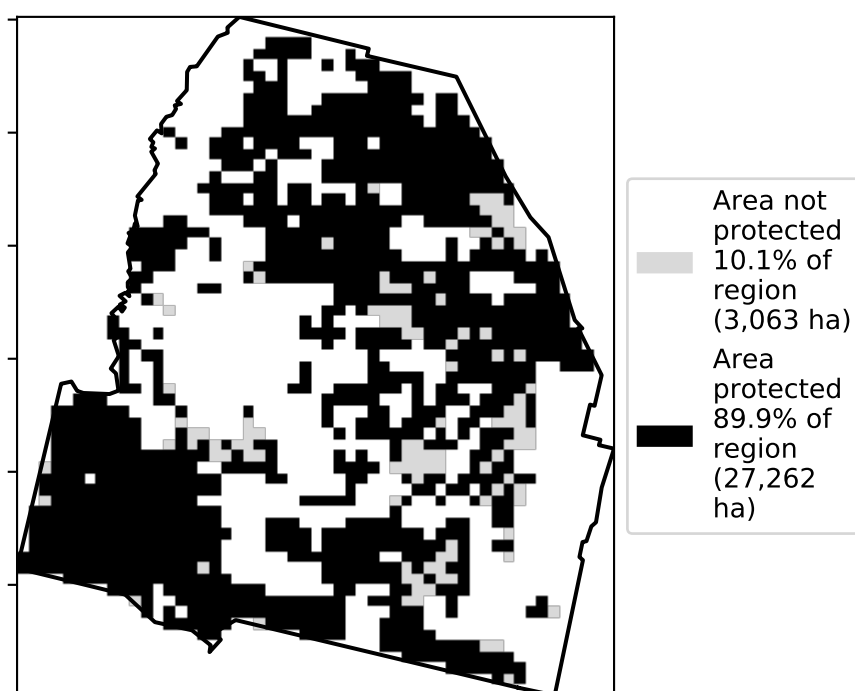 Area not
protected
10.1% of
region
(3,063 ha)
Area
protected
89.9% of
region
(27,262
ha)